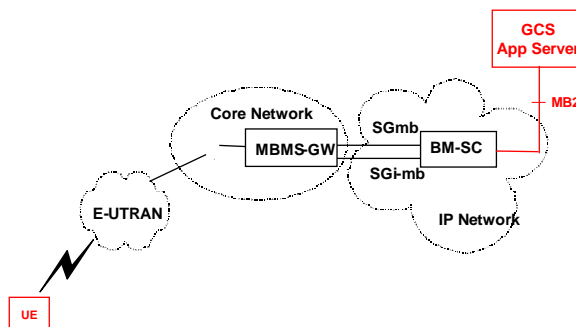 GCS
App Server
MB2
Core Network
SGmb
MBMS-GW
BM-SC
SGi-mb
E-UTRAN
IP Network
UE